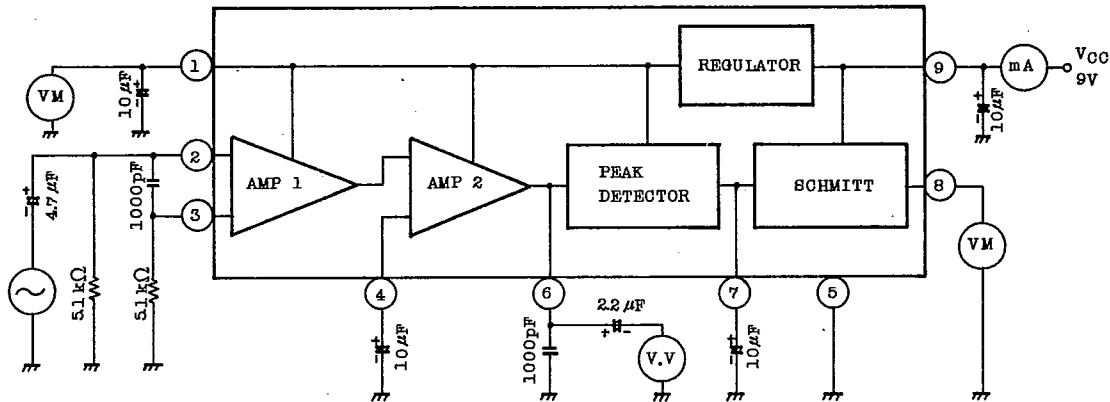 1
REGULATOR
9
mA
VCC
9V
VM
- +
10μF
- +
10μF
2
AMP 1
AMP 2
PEAK
DETECTOR
SCHMITT
8
- +
4.7μF
1000pF
3
VM
5.1kΩ
5.1kΩ
4
6
7
5
2.2μF
+ -
- +
10μF
1000pF
V.V
- +
10μF